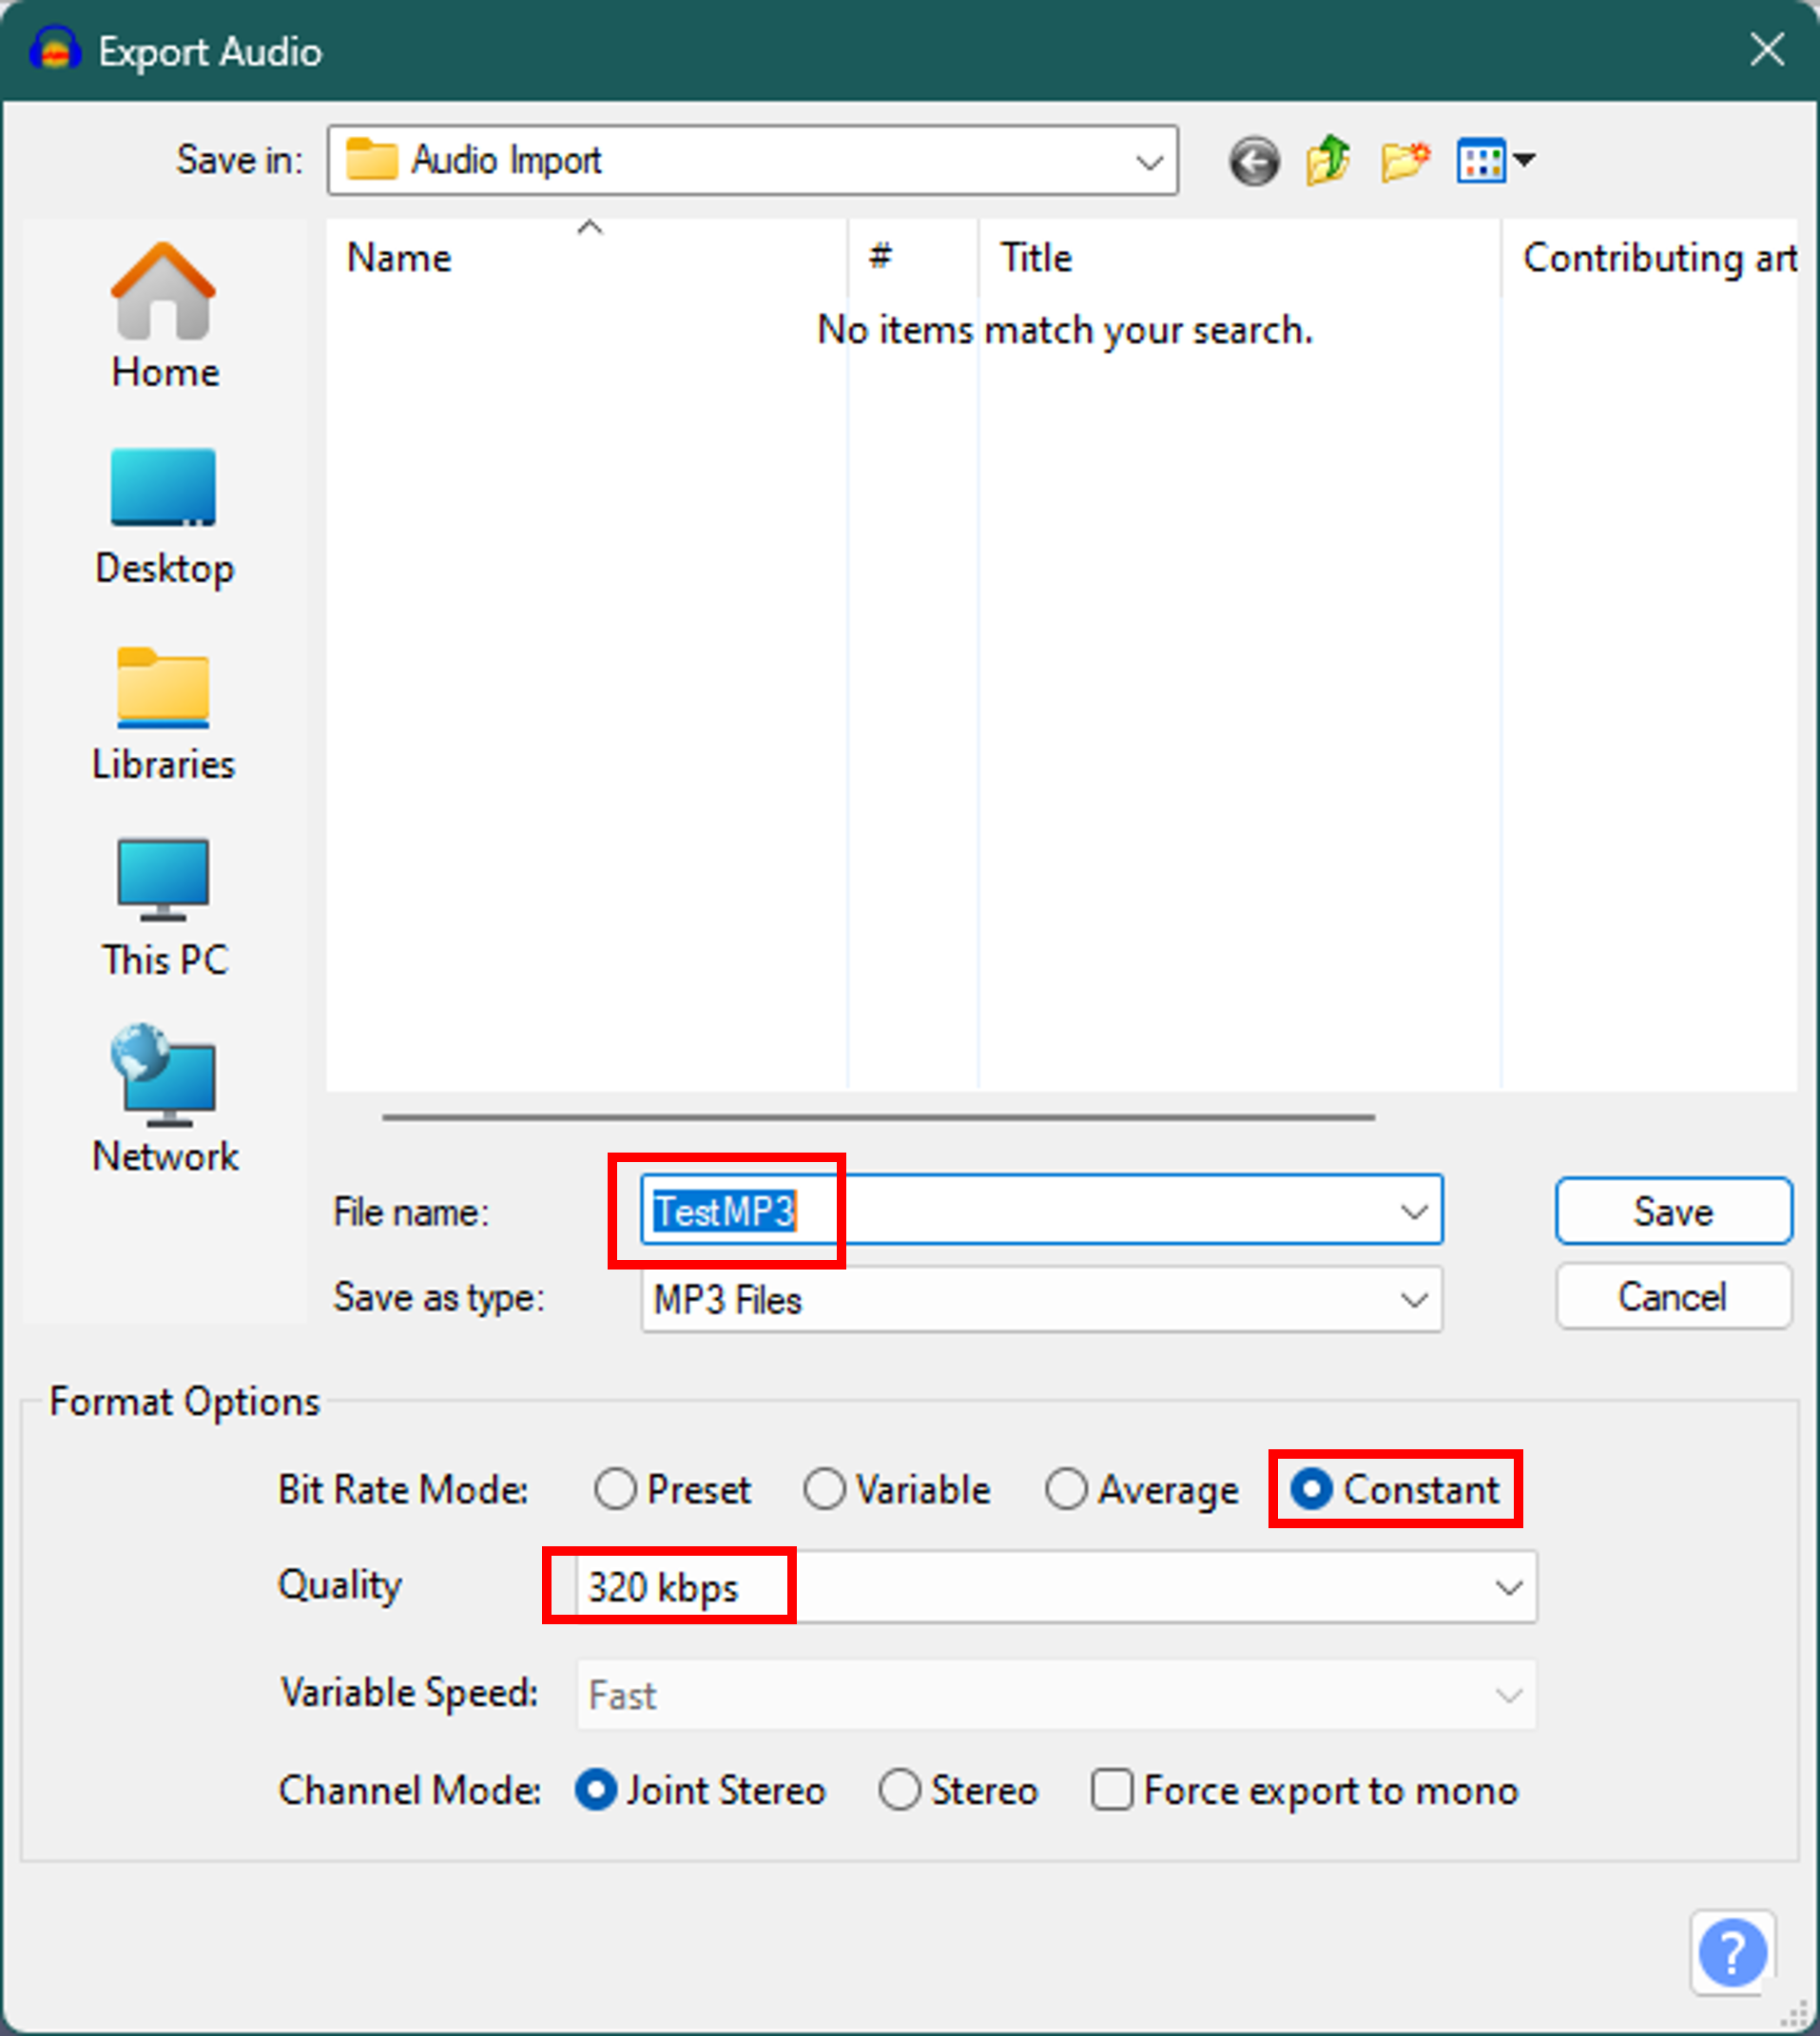 Export Audio
Save in: Audio Import
Name # Title Contributing art
No items match your search.
Home
Desktop
Libraries
This PC
Network
File name: TestMP3 Save
Save as type: MP3 Files Cancel
Format Options
Bit Rate Mode: Preset Variable Average Constant
Quality 320 kbps
Variable Speed: Fast
Channel Mode: Joint Stereo Stereo Force export to mono
?